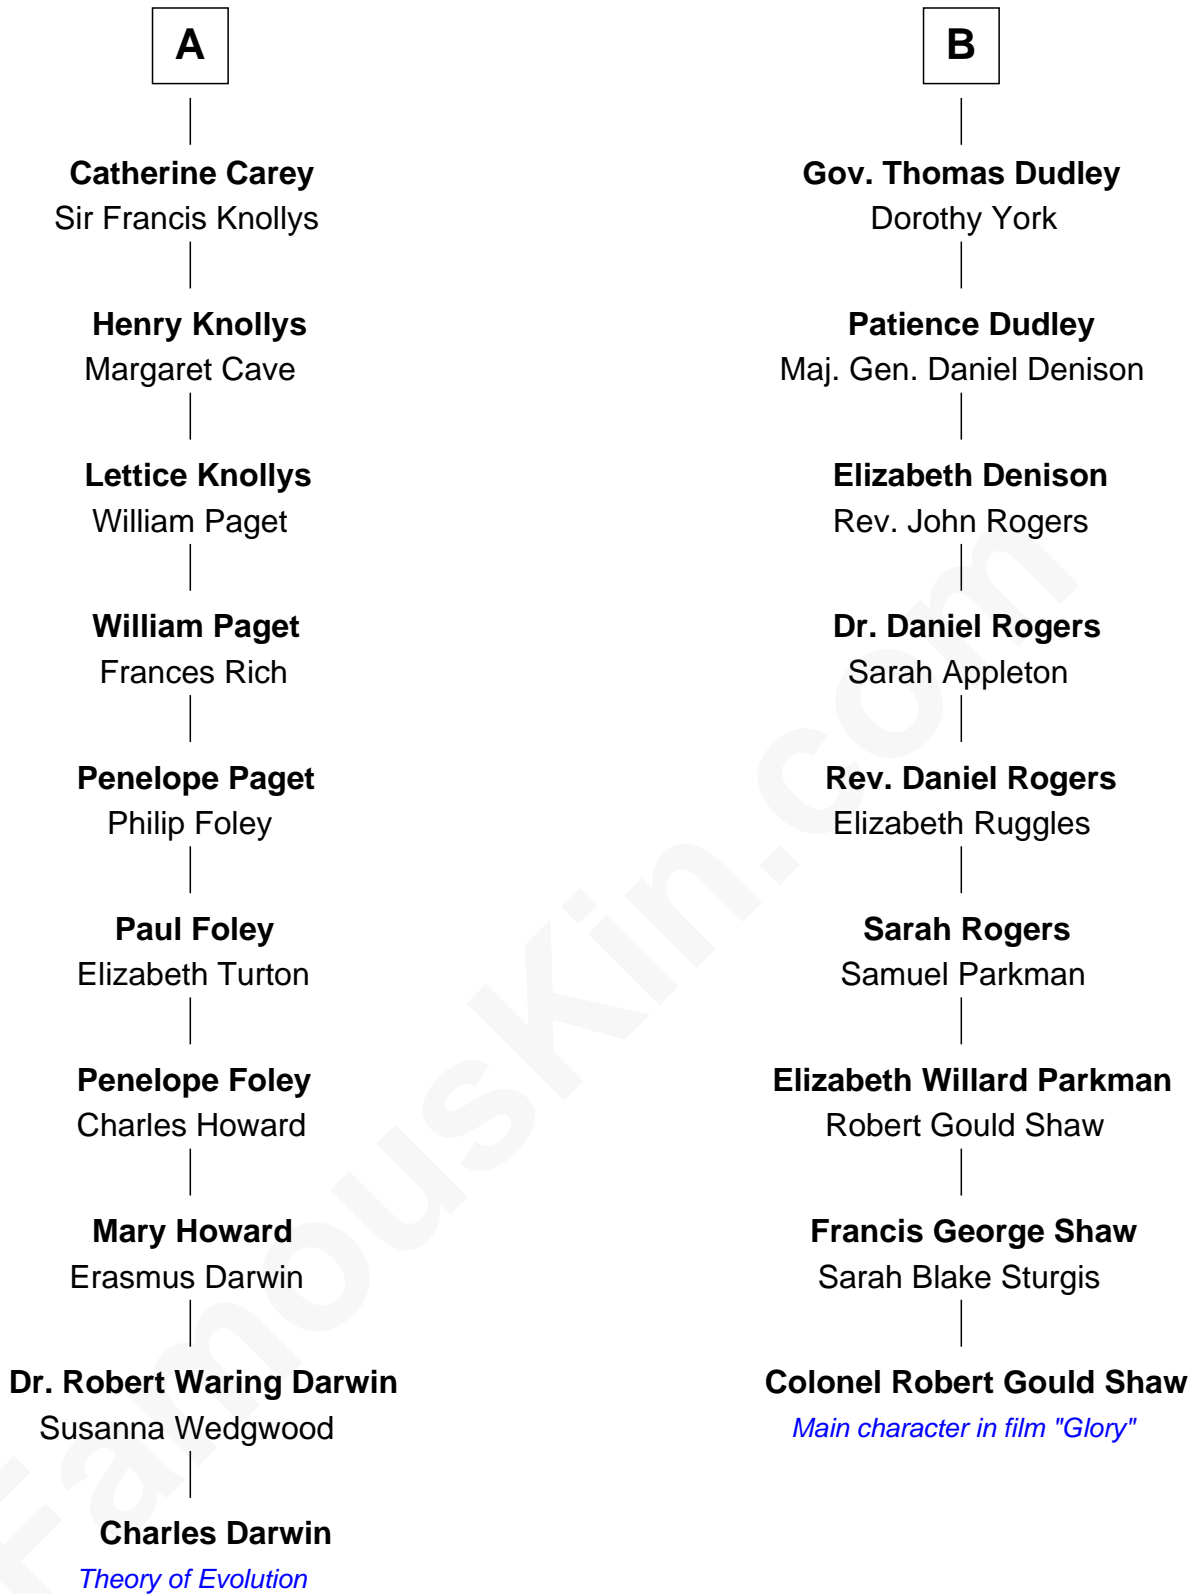 A
Catherine Carey
Sir Francis Knollys
Henry Knollys
Margaret Cave
Lettice Knollys
William Paget
William Paget
Frances Rich
Penelope Paget
Philip Foley
Paul Foley
Elizabeth Turton
Penelope Foley
Charles Howard
Mary Howard
Erasmus Darwin
Dr. Robert Waring Darwin
Susanna Wedgwood
Charles Darwin
Theory of Evolution
B
Gov. Thomas Dudley
Dorothy York
Patience Dudley
Maj. Gen. Daniel Denison
Elizabeth Denison
Rev. John Rogers
Dr. Daniel Rogers
Sarah Appleton
Rev. Daniel Rogers
Elizabeth Ruggles
Sarah Rogers
Samuel Parkman
Elizabeth Willard Parkman
Robert Gould Shaw
Francis George Shaw
Sarah Blake Sturgis
Colonel Robert Gould Shaw
Main character in film "Glory"
FamousKin.com